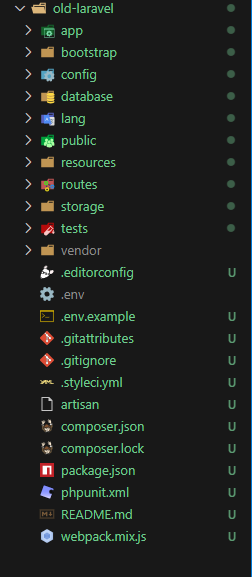 old-laravel
app
bootstrap
config
database
lang
public
resources
routes
storage
tests
vendor
.editorconfig U
.env
.env.example U
.gitattributes U
.gitignore U
.styleci.yml U
artisan U
composer.json U
composer.lock U
package.json U
phpunit.xml U
README.md U
webpack.mix.js U